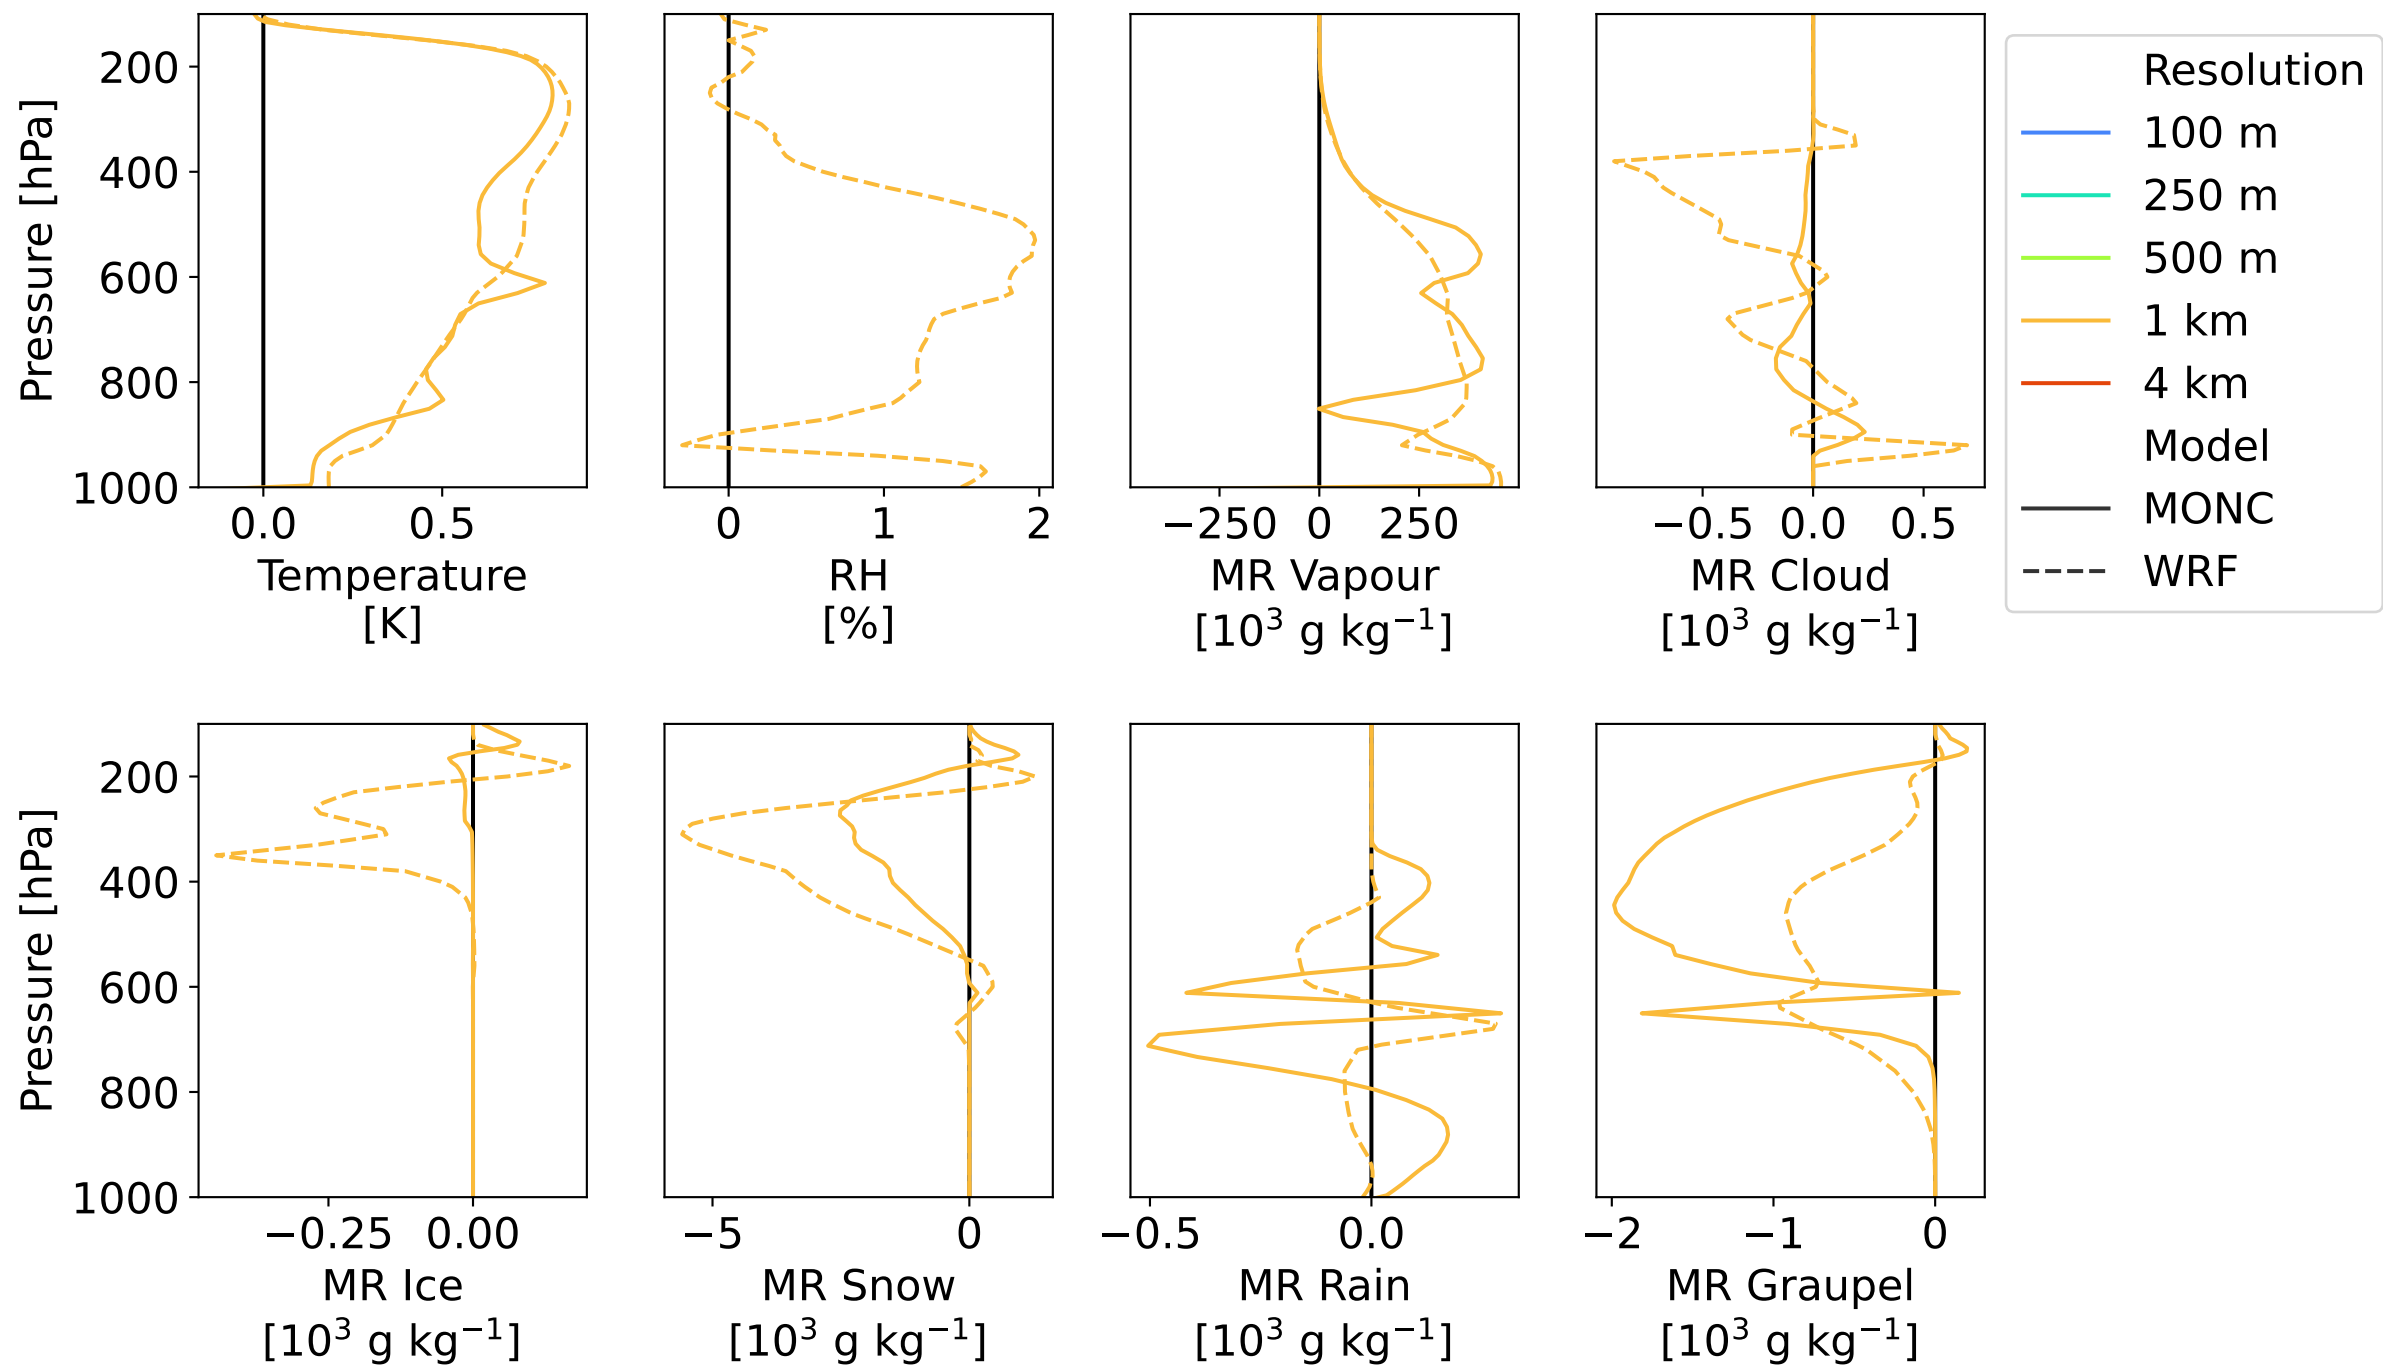 Pressure [hPa]
200
400
600
800
1000
0.0 0.5
Temperature
[K]
0 1 2
RH
[%]
−250 0 250
MR Vapour
[10³ g kg⁻¹]
−0.5 0.0 0.5
MR Cloud
[10³ g kg⁻¹]
Resolution
100 m
250 m
500 m
1 km
4 km
Model
MONC
WRF
Pressure [hPa]
200
400
600
800
1000
−0.25 0.00
MR Ice
[10³ g kg⁻¹]
−5 0
MR Snow
[10³ g kg⁻¹]
−0.5 0.0
MR Rain
[10³ g kg⁻¹]
−2 −1 0
MR Graupel
[10³ g kg⁻¹]